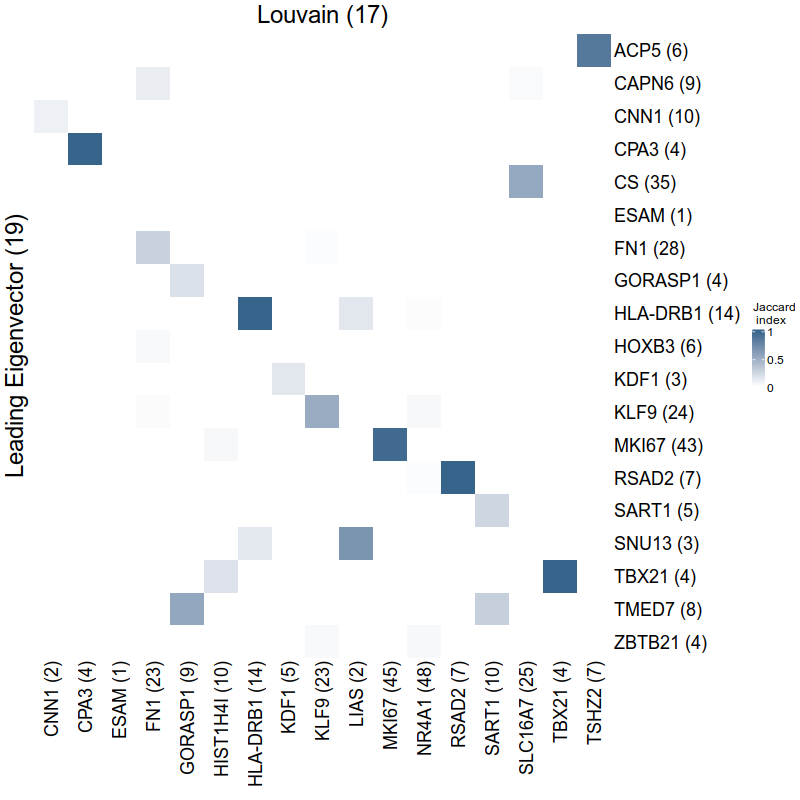 Louvain (17)
Leading Eigenvector (19)
ACP5 (6)
CAPN6 (9)
CNN1 (10)
CPA3 (4)
CS (35)
ESAM (1)
FN1 (28)
GORASP1 (4)
HLA-DRB1 (14)
HOXB3 (6)
KDF1 (3)
KLF9 (24)
MKI67 (43)
RSAD2 (7)
SART1 (5)
SNU13 (3)
TBX21 (4)
TMED7 (8)
ZBTB21 (4)
Jaccard
index
1
0.5
0
CNN1 (2)
CPA3 (4)
ESAM (1)
FN1 (23)
GORASP1 (9)
HIST1H4I (10)
HLA-DRB1 (14)
KDF1 (5)
KLF9 (23)
LIAS (2)
MKI67 (45)
NR4A1 (48)
RSAD2 (7)
SART1 (10)
SLC16A7 (25)
TBX21 (4)
TSHZ2 (7)